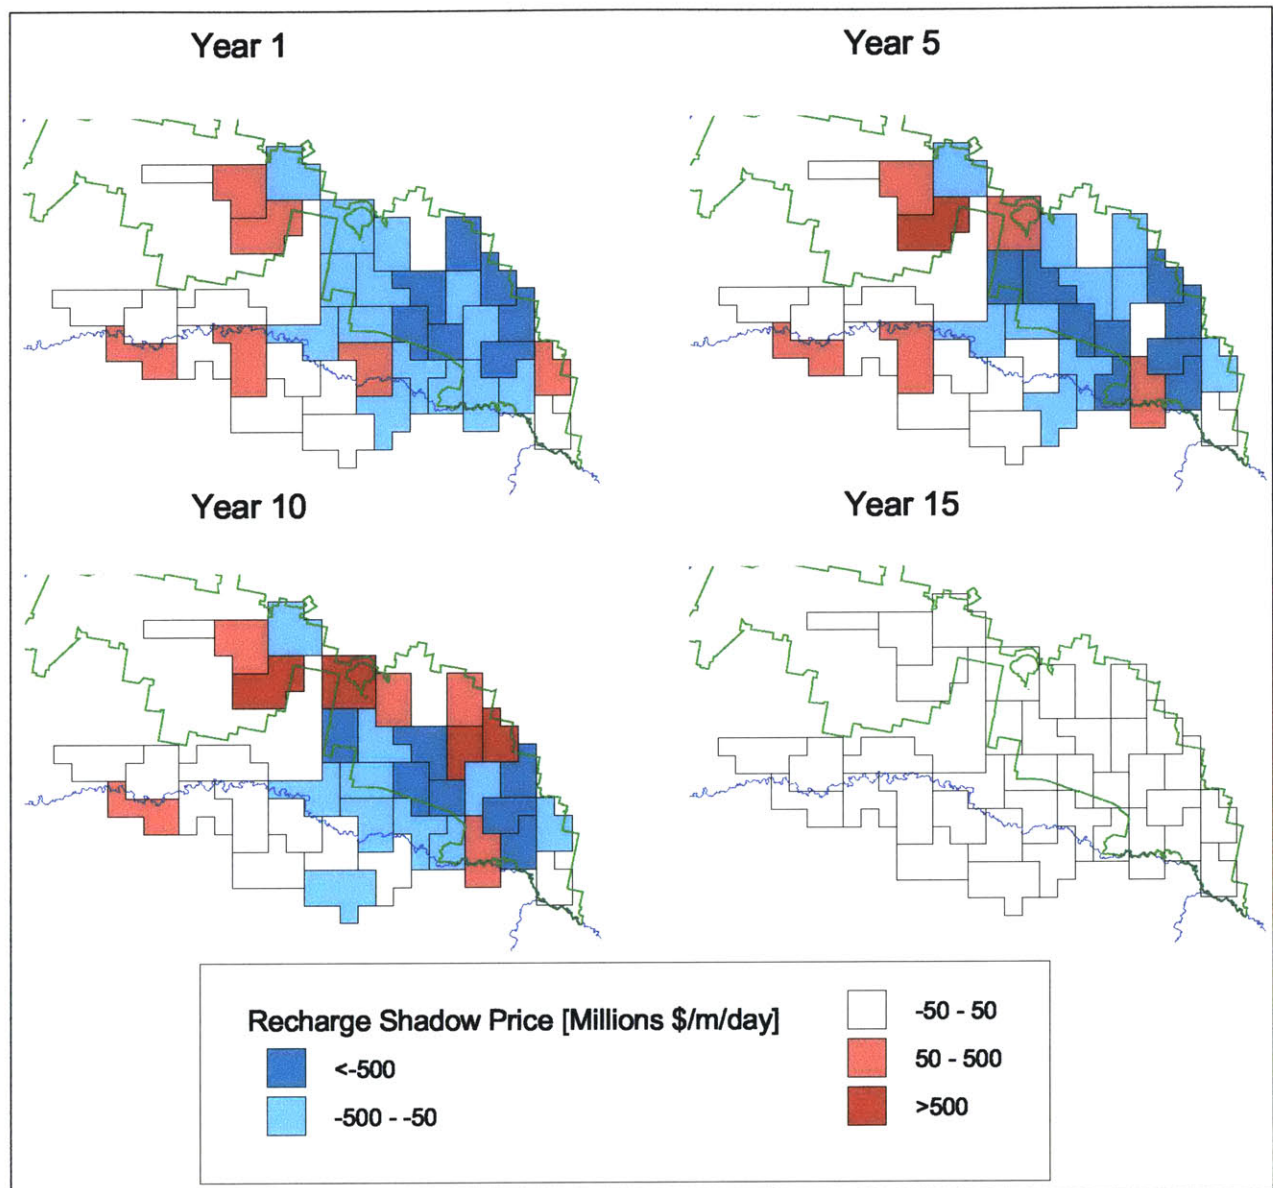 Year 1
Year 5
Year 10
Year 15
Recharge Shadow Price [Millions $/m/day]
<-500
-500 - -50
-50 - 50
50 - 500
>500